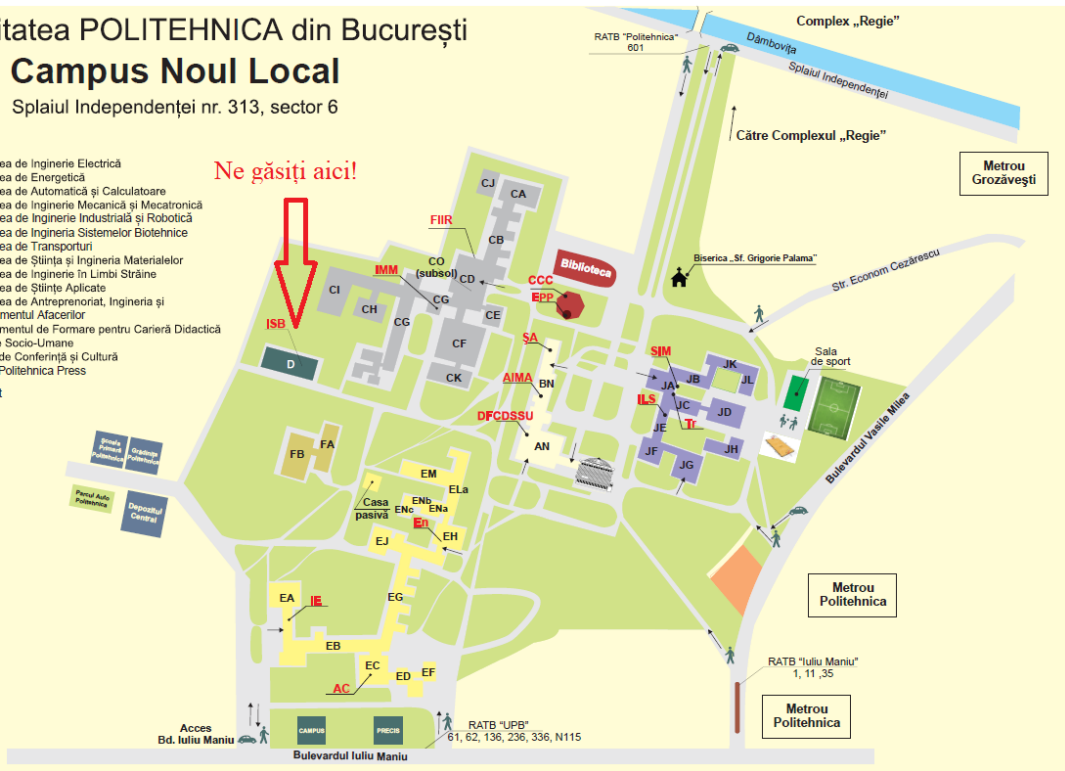 itatea POLITEHNICA din București
Campus Noul Local
Splaiul Independenței nr. 313, sector 6
ea de Inginerie Electrică
ea de Energetică
ea de Automatică și Calculatoare
ea de Inginerie Mecanică și Mecatronică
ea de Inginerie Industrială și Robotică
ea de Ingineria Sistemelor Biotehnice
ea de Transporturi
ea de Știința și Ingineria Materialelor
ea de Inginerie în Limbi Străine
ea de Științe Aplicate
ea de Antreprenoriat, Ingineria și
mentul Afacerilor
mentul de Formare pentru Carieră Didactică
e Socio-Umane
de Conferință și Cultură
Politehnica Press
t
Ne găsiți aici!
RATB "Politehnica"
601
Complex „Regie”
Dâmbovița
Splaiul Independenței
Către Complexul „Regie”
Metrou
Grozăvești
Biserica „Sf. Grigorie Palama”
Str. Econom Cezărescu
CJ
CA
FIIR
CB
CO
(subsol)
CD
IMM
CI
CH
CG
CG
CE
CF
CK
Biblioteca
CCC
EPP
ISB
D
ȘA
AIMA
BN
DFCDSSU
AN
SIM
JK
JB
JL
JA
ILS
JC
JD
JE
Tr
JF
JG
JH
Sala
de sport
Bulevardul Vasile Milea
FA
FB
Școala
Primară
Politehnica
Grădinița
Politehnica
Parcul Auto
Politehnica
Depozitul
Central
EM
ELa
Casa
pasivă
ENb
ENc
ENa
En
EH
EJ
EA
IE
EG
EB
EC
ED
EF
AC
Metrou
Politehnica
RATB "Iuliu Maniu"
1, 11 ,35
Metrou
Politehnica
Acces
Bd. Iuliu Maniu
CAMPUS
PRECIS
RATB "UPB"
61, 62, 136, 236, 336, N115
Bulevardul Iuliu Maniu